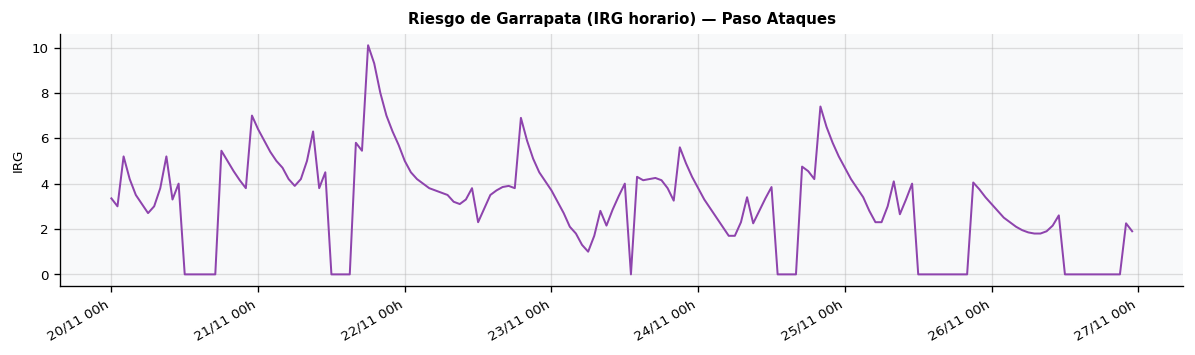 Riesgo de Garrapata (IRG horario) — Paso Ataques
IRG
10
8
6
4
2
0
20/11 00h
21/11 00h
22/11 00h
23/11 00h
24/11 00h
25/11 00h
26/11 00h
27/11 00h